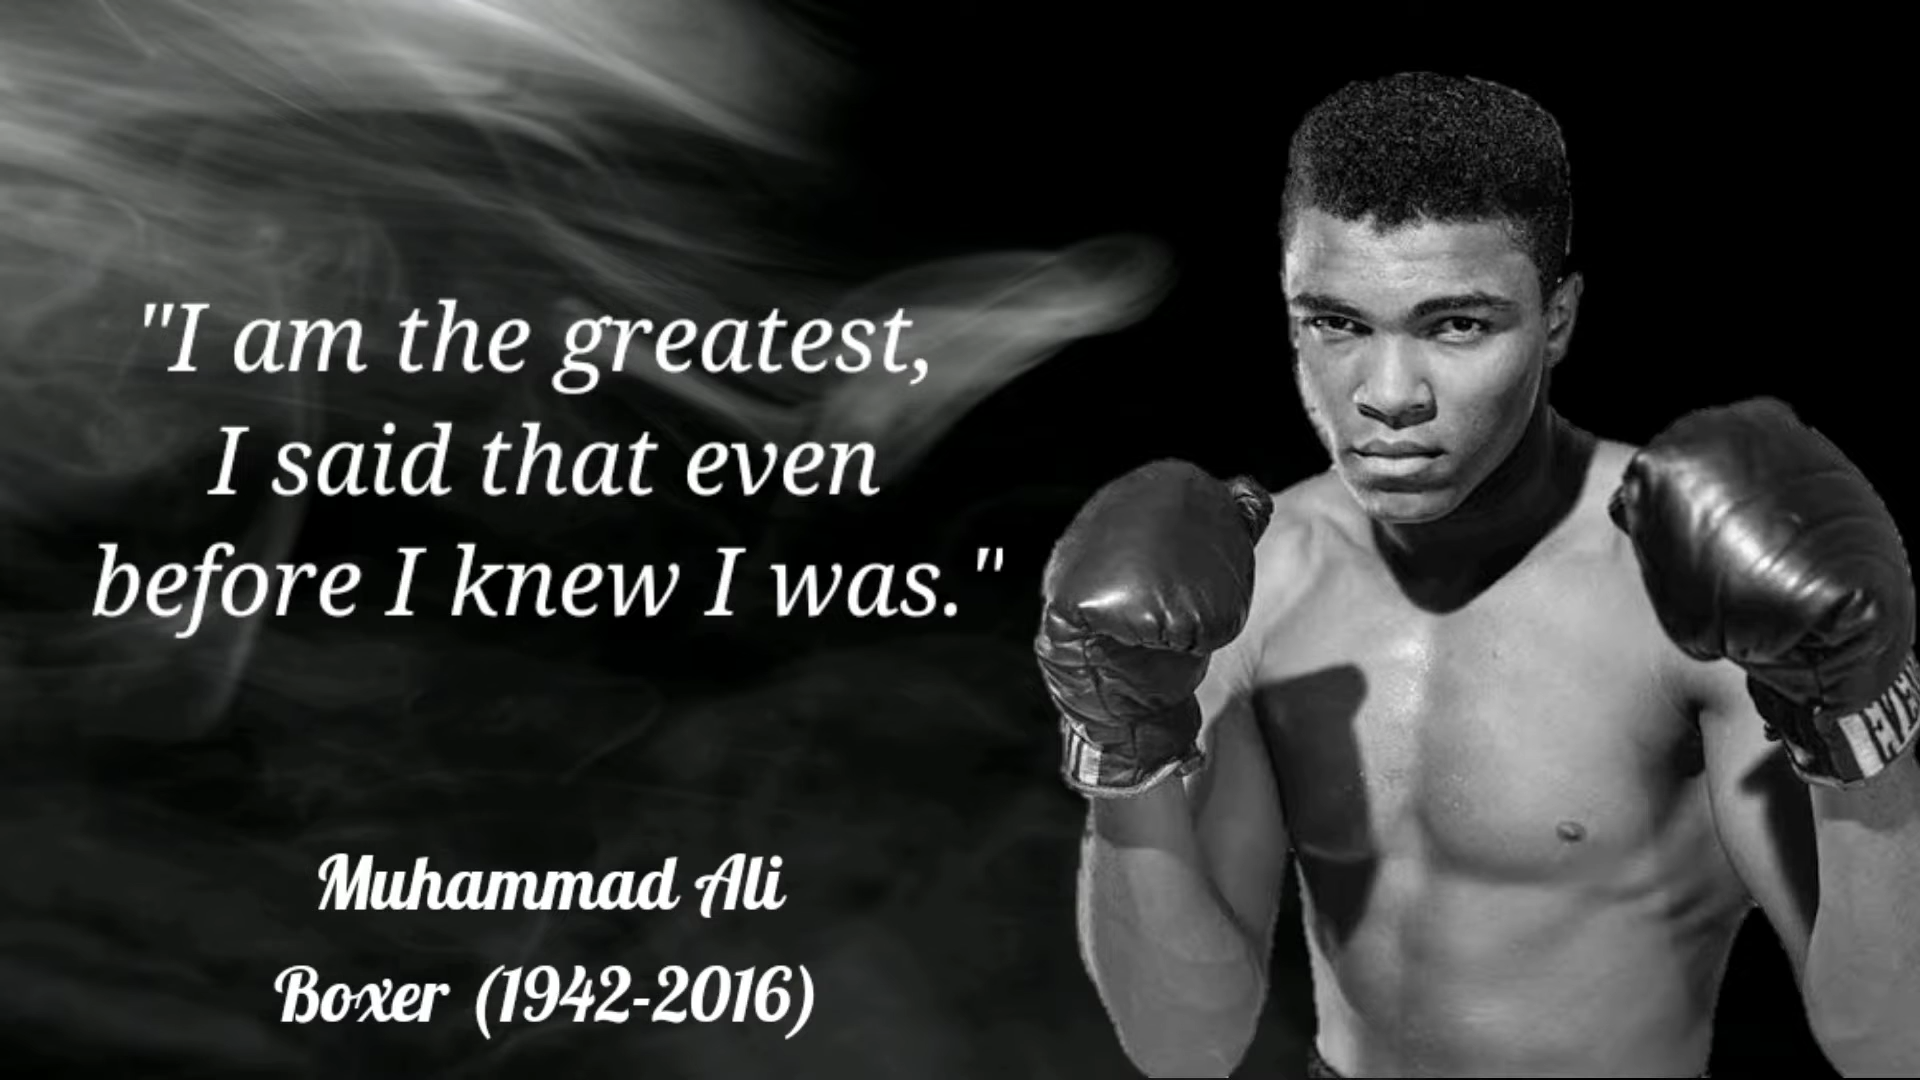 "I am the greatest,
I said that even
before I knew I was."
Muhammad Ali
Boxer (1942-2016)